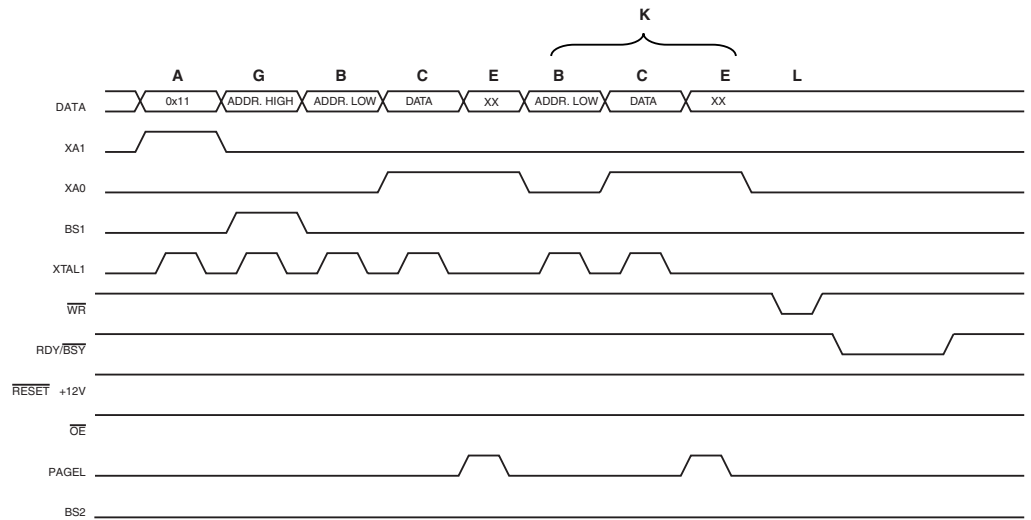 K
A G B C E B C E L
DATA 0x11 ADDR. HIGH ADDR. LOW DATA XX ADDR. LOW DATA XX
XA1
XA0
BS1
XTAL1
WR
RDY/BSY
RESET +12V
OE
PAGEL
BS2